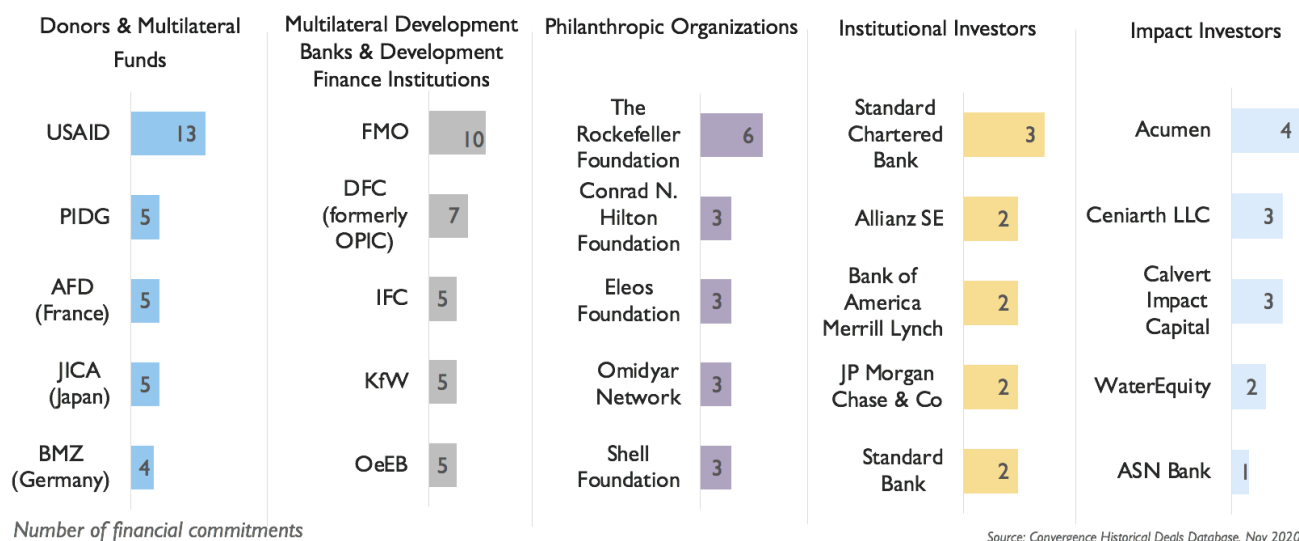 Donors & Multilateral
Funds
USAID
13
PIDG
5
AFD
(France)
5
JICA
(Japan)
5
BMZ
(Germany)
4
Multilateral Development
Banks & Development
Finance Institutions
FMO
10
DFC
(formerly
OPIC)
7
IFC
5
KfW
5
OeEB
5
Philanthropic Organizations
The
Rockefeller
Foundation
6
Conrad N.
Hilton
Foundation
3
Eleos
Foundation
3
Omidyar
Network
3
Shell
Foundation
3
Institutional Investors
Standard
Chartered
Bank
3
Allianz SE
2
Bank of
America
Merrill Lynch
2
JP Morgan
Chase & Co
2
Standard
Bank
2
Impact Investors
Acumen
4
Ceniarth LLC
3
Calvert
Impact
Capital
3
WaterEquity
2
ASN Bank
1
Number of financial commitments
Source: Convergence Historical Deals Database, Nov 2020